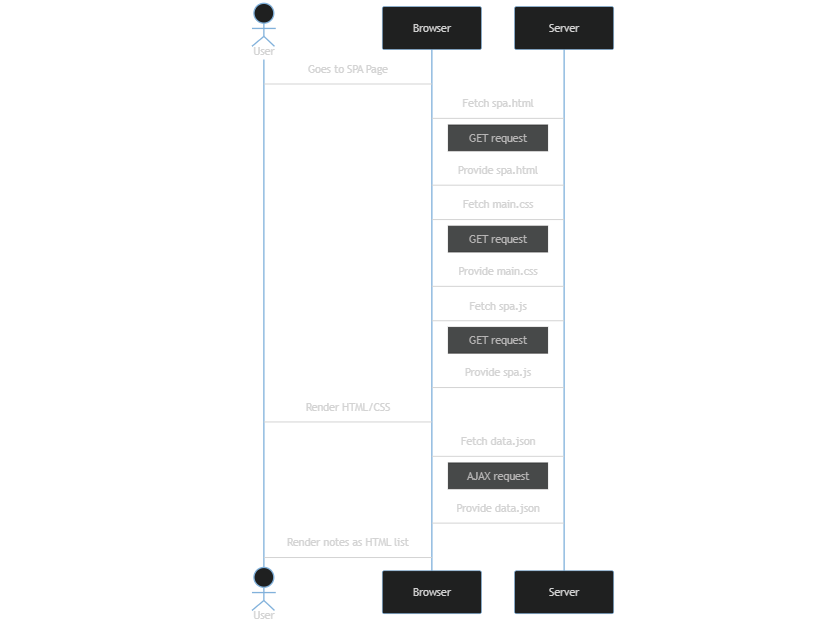 Browser
Server
User
Goes to SPA Page
Fetch spa.html
GET request
Provide spa.html
Fetch main.css
GET request
Provide main.css
Fetch spa.js
GET request
Provide spa.js
Render HTML/CSS
Fetch data.json
AJAX request
Provide data.json
Render notes as HTML list
Browser
Server
User